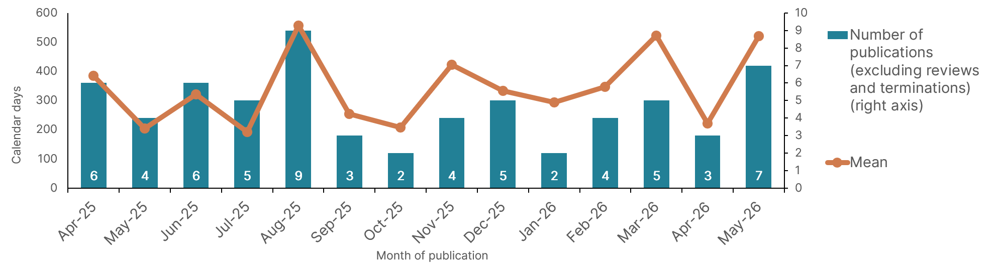 600
500
400
300
200
100
0
Calendar days
10
9
8
7
6
5
4
3
2
1
0
6
4
6
5
9
3
2
4
5
2
4
5
3
7
Apr-25
May-25
Jun-25
Jul-25
Aug-25
Sep-25
Oct-25
Nov-25
Dec-25
Jan-26
Feb-26
Mar-26
Apr-26
May-26
Month of publication
Number of
publications
(excluding reviews
and terminations)
(right axis)
Mean